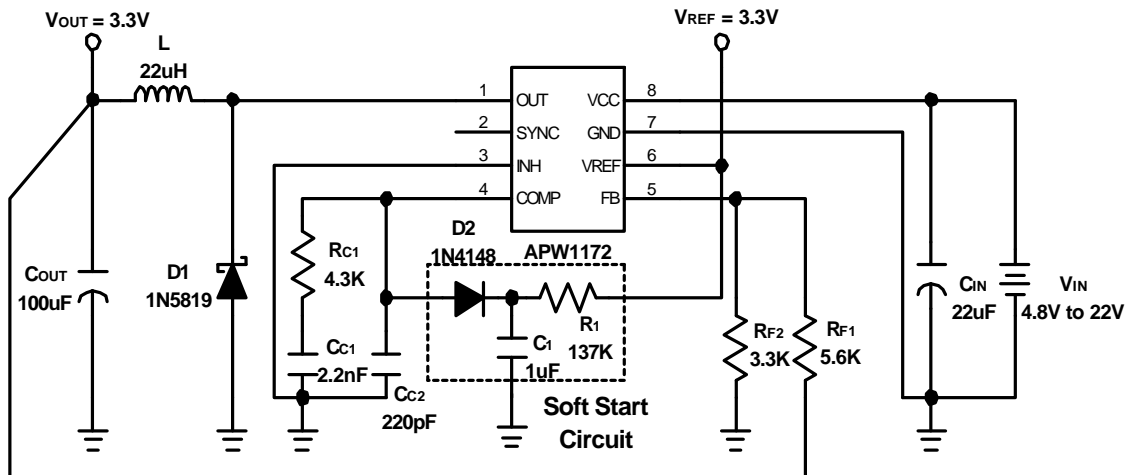 VOUT = 3.3V
VREF = 3.3V
L
22uH
1
OUT
VCC
8
2
SYNC
GND
7
3
INH
VREF
6
4
COMP
FB
5
APW1172
D2
1N4148
RC1
4.3K
COUT
100uF
D1
1N5819
CIN
22uF
VIN
4.8V to 22V
R1
137K
C1
1uF
RF2
3.3K
RF1
5.6K
CC1
2.2nF
CC2
220pF
Soft Start
Circuit